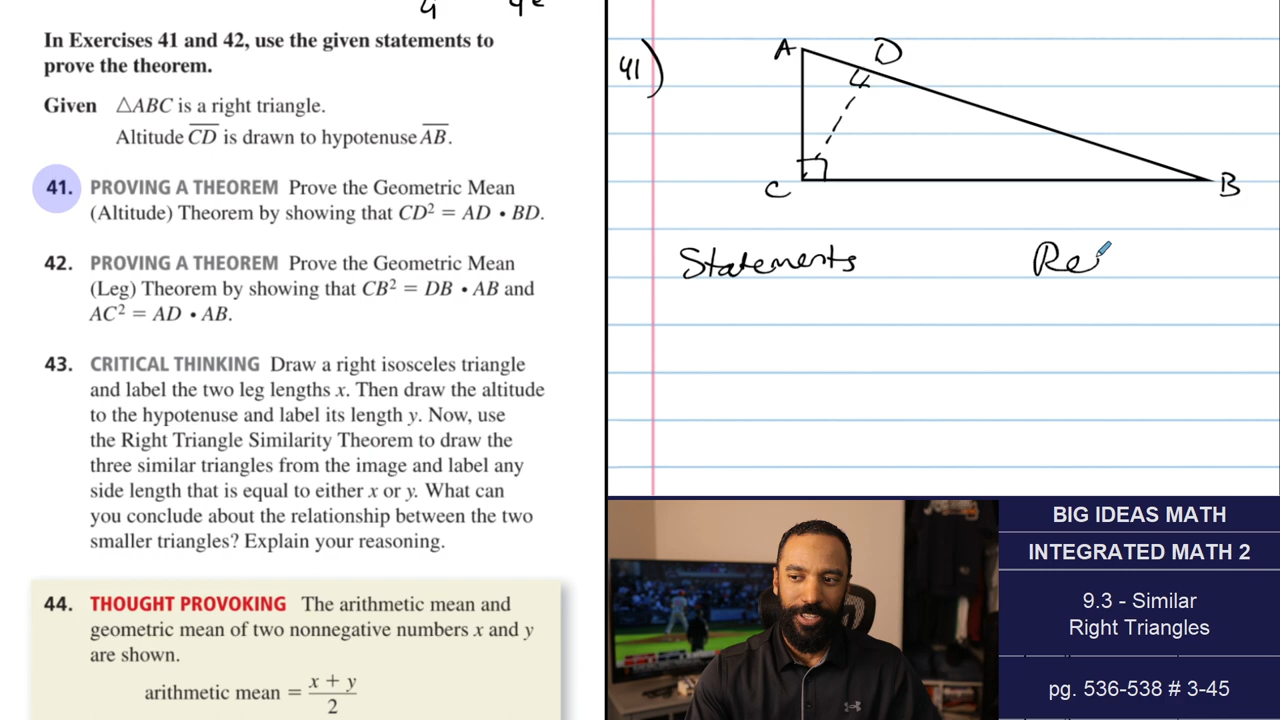 4 4e
In Exercises 41 and 42, use the given statements to
prove the theorem.
Given △ABC is a right triangle.
Altitude C̅D̅ is drawn to hypotenuse A̅B̅.
41. PROVING A THEOREM Prove the Geometric Mean
(Altitude) Theorem by showing that CD² = AD • BD.
42. PROVING A THEOREM Prove the Geometric Mean
(Leg) Theorem by showing that CB² = DB • AB and
AC² = AD • AB.
43. CRITICAL THINKING Draw a right isosceles triangle
and label the two leg lengths x. Then draw the altitude
to the hypotenuse and label its length y. Now, use
the Right Triangle Similarity Theorem to draw the
three similar triangles from the image and label any
side length that is equal to either x or y. What can
you conclude about the relationship between the two
smaller triangles? Explain your reasoning.
44. THOUGHT PROVOKING The arithmetic mean and
geometric mean of two nonnegative numbers x and y
are shown.
arithmetic mean = x + y
2
41)
A D
C B
Statements Re
BIG IDEAS MATH
INTEGRATED MATH 2
9.3 - Similar
Right Triangles
pg. 536-538 # 3-45